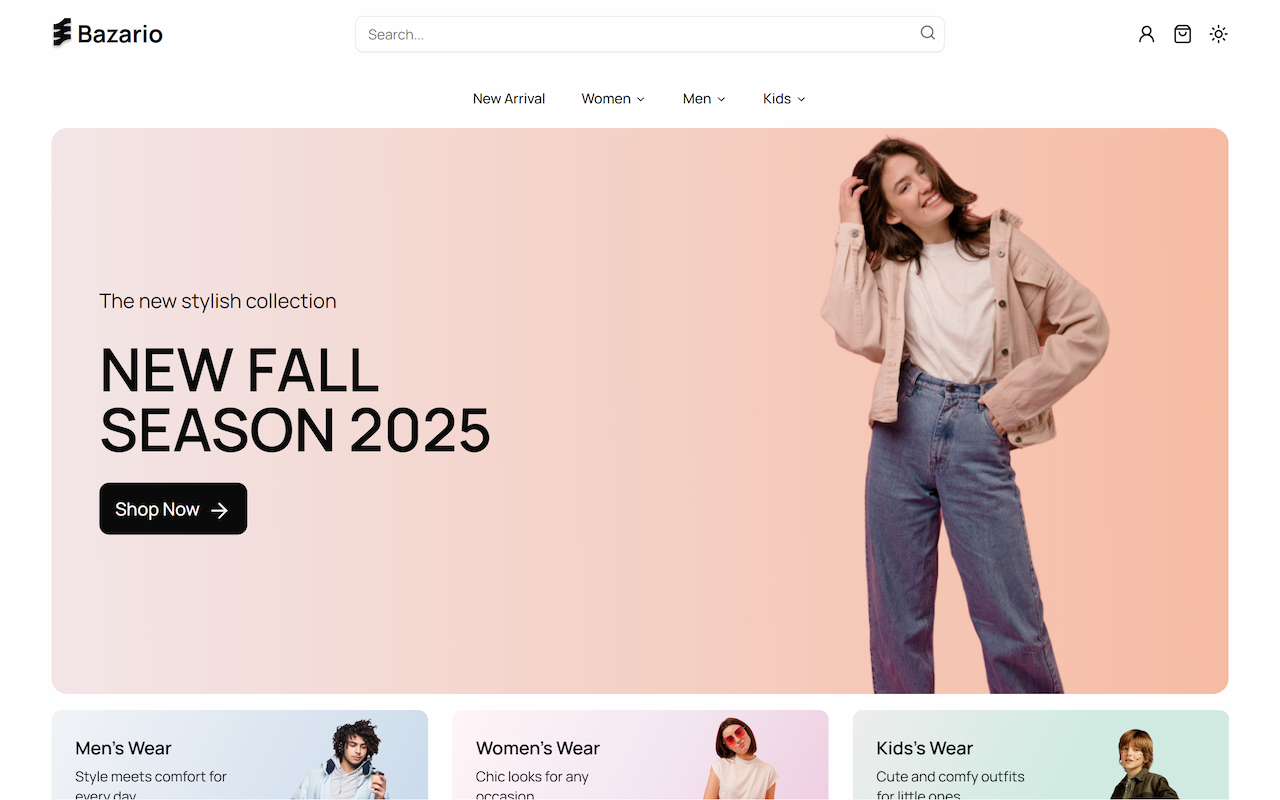 Bazario
Search...
New Arrival
Women
Men
Kids
The new stylish collection
NEW FALL
SEASON 2025
Shop Now
Men's Wear
Style meets comfort for
every day
Women's Wear
Chic looks for any
occasion
Kids's Wear
Cute and comfy outfits
for little ones